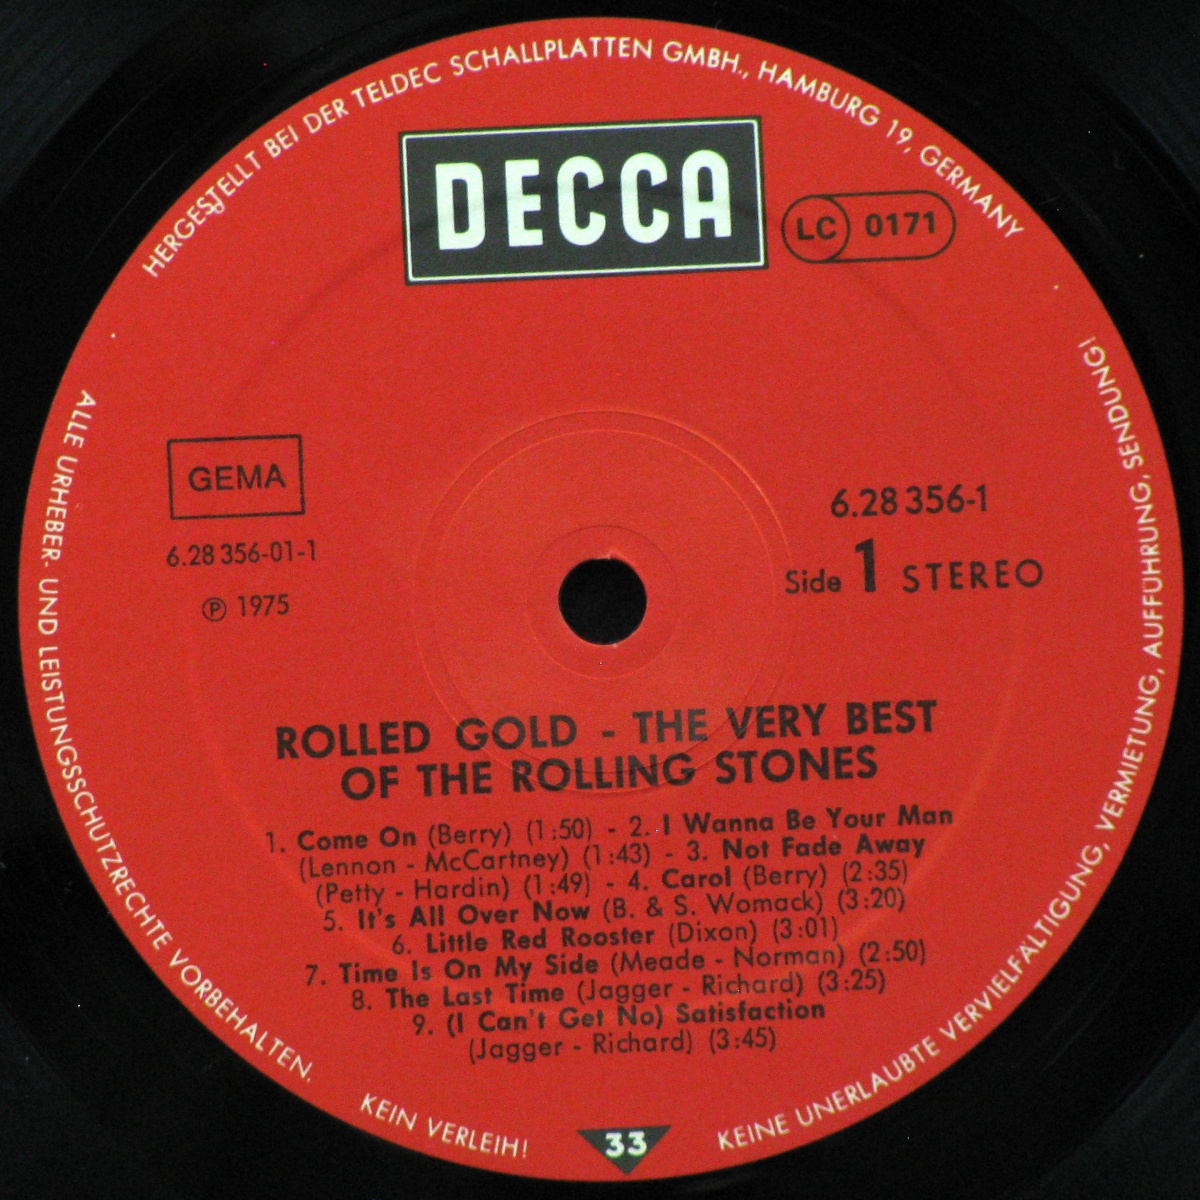 HERGESTELLT BEI DER TELDEC SCHALLPLATTEN GMBH., HAMBURG 19, GERMANY
DECCA
LC 0171
GEMA
6.28 356-01-1
℗ 1975
6.28 356-1
Side 1 STEREO
ROLLED GOLD - THE VERY BEST
OF THE ROLLING STONES
1. Come On (Berry) (1:50) - 2. I Wanna Be Your Man
(Lennon - McCartney) (1:43) - 3. Not Fade Away
(Petty - Hardin) (1:49) - 4. Carol (Berry) (2:35)
5. It's All Over Now (B. & S. Womack) (3:20)
6. Little Red Rooster (Dixon) (3:01)
7. Time Is On My Side (Meade - Norman) (2:50)
8. The Last Time (Jagger - Richard) (3:25)
9. (I Can't Get No) Satisfaction
(Jagger - Richard) (3:45)
ALLE URHEBER- UND LEISTUNGSSCHUTZRECHTE VORBEHALTEN.
KEIN VERLEIH!
33
KEINE UNERLAUBTE VERVIELFÄLTIGUNG, VERMIETUNG, AUFFÜHRUNG, SENDUNG!